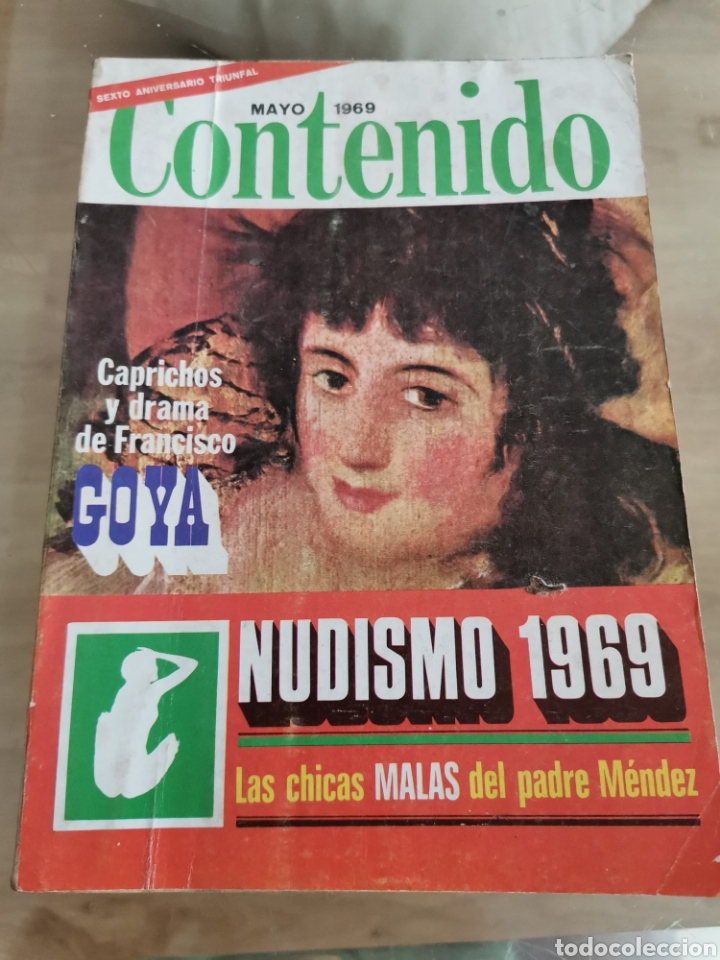 SEXTO ANIVERSARIO TRIUNFAL
MAYO 1969
Contenido
Caprichos
y drama
de Francisco
GOYA
NUDISMO 1969
Las chicas MALAS del padre Méndez
todocoleccion